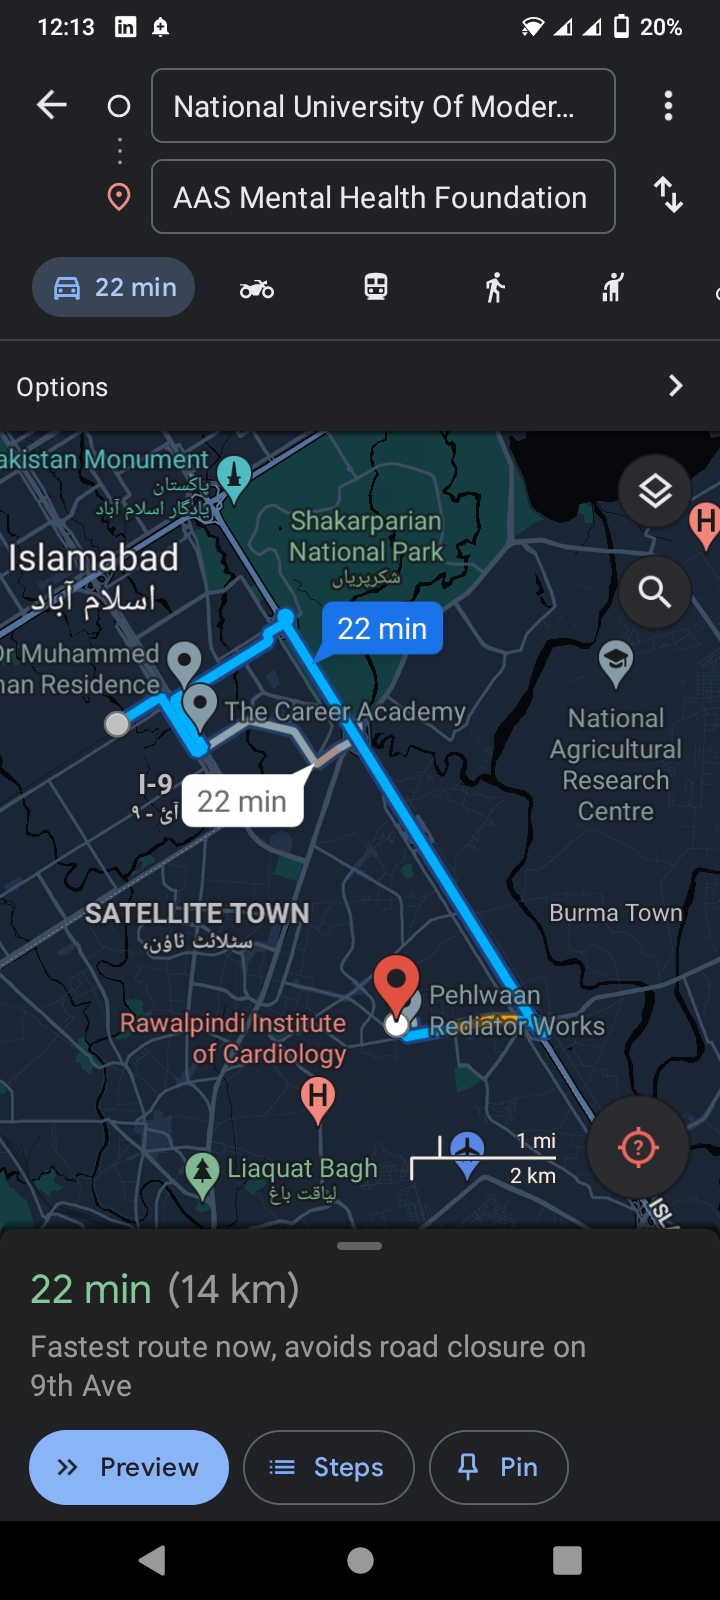 12:13
20%
National University Of Moder...
AAS Mental Health Foundation
22 min
Options
akistan Monument
پاکستان
یادگار اسلام آباد
Shakarparian
National Park
شکرپریاں
Islamabad
اسلام آباد
22 min
Dr Muhammed
nan Residence
The Career Academy
National
Agricultural
Research
Centre
I-9
آئ - ۹
22 min
SATELLITE TOWN
سٹلائٹ ٹاؤن،
Burma Town
Pehlwaan
Rediator Works
Rawalpindi Institute
of Cardiology
H
H
Liaquat Bagh
لیاقت باغ
1 mi
2 km
ISL
22 min (14 km)
Fastest route now, avoids road closure on
9th Ave
Preview
Steps
Pin